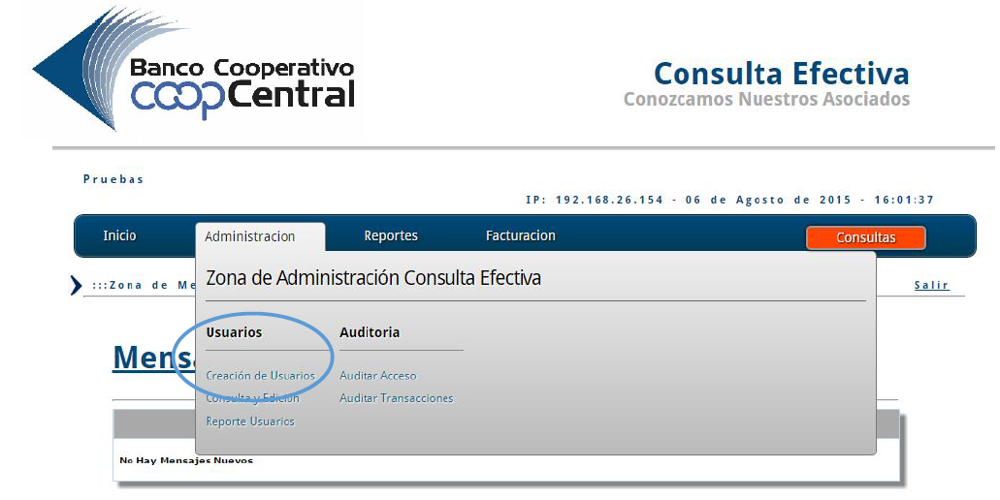 Banco Cooperativo
coopCentral
Consulta Efectiva
Conozcamos Nuestros Asociados
Pruebas
IP: 192.168.26.154 - 06 de Agosto de 2015 - 16:01:37
Inicio Administracion Reportes Facturacion Consultas
Zona de Administración Consulta Efectiva
:::Zona de Me
Salir
Usuarios Auditoria
Mens
Creación de Usuarios Auditar Acceso
Consulta y Edición Auditar Transacciones
Reporte Usuarios
No Hay Mensajes Nuevos